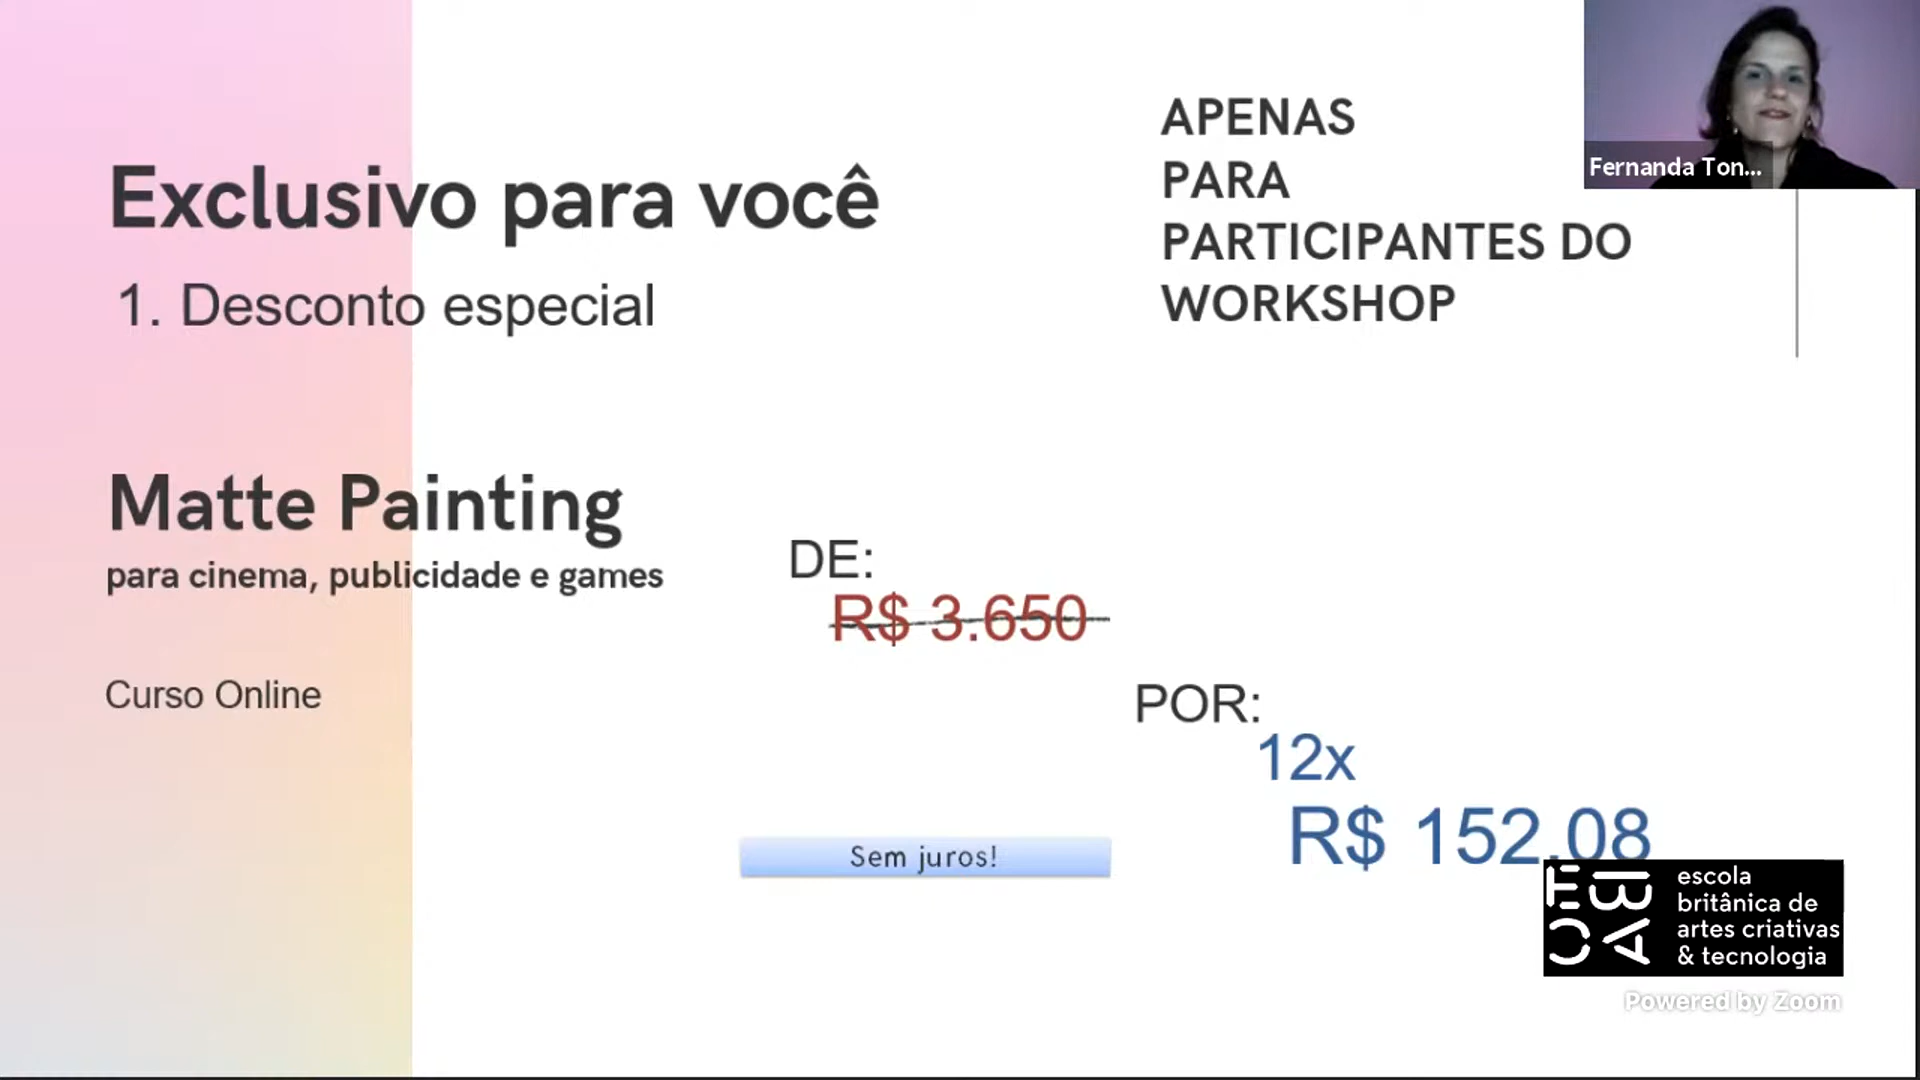 Exclusivo para você
1. Desconto especial
APENAS
PARA
PARTICIPANTES DO
WORKSHOP
Fernanda Ton...
Matte Painting
para cinema, publicidade e games
Curso Online
DE:
R$ 3.650
POR:
12x
R$ 152,08
Sem juros!
EBAC
escola
britânica de
artes criativas
& tecnologia
Powered by Zoom